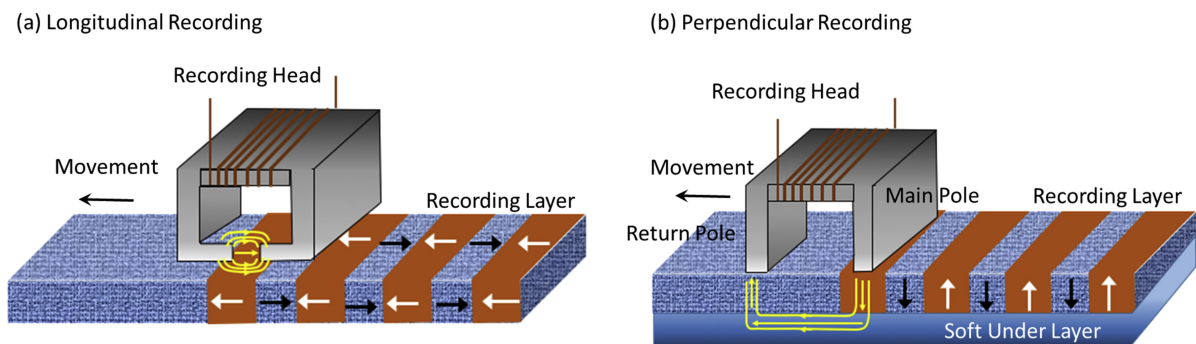 (a) Longitudinal Recording
Recording Head
Movement
Recording Layer
(b) Perpendicular Recording
Recording Head
Movement
Main Pole
Recording Layer
Return Pole
Soft Under Layer